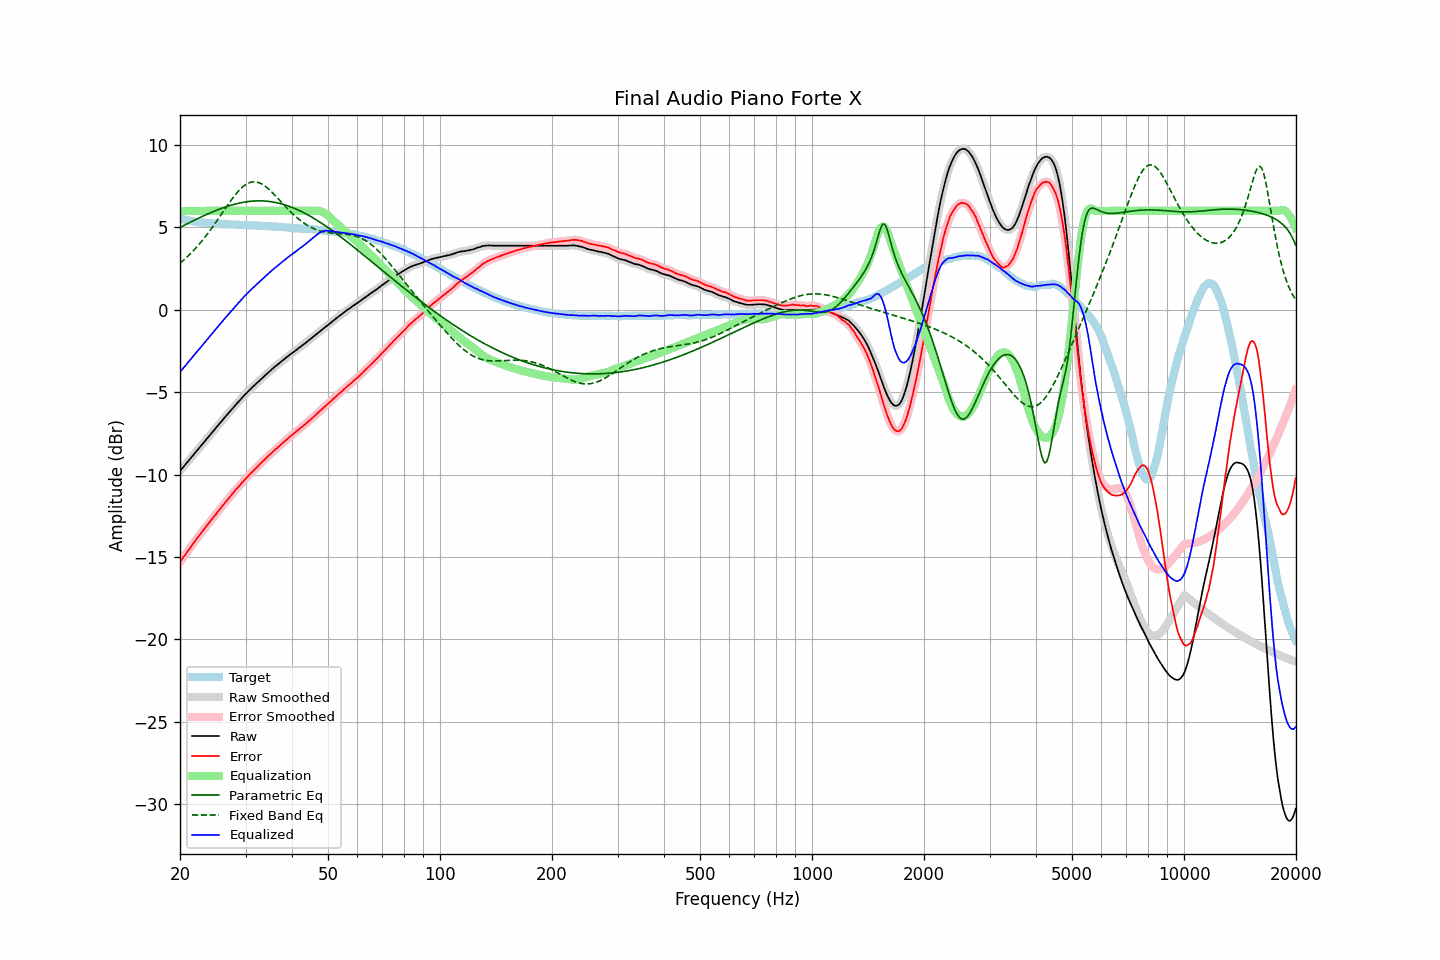 Final Audio Piano Forte X
Amplitude (dBr)
10
5
0
−5
−10
−15
−20
−25
−30
Target
Raw Smoothed
Error Smoothed
Raw
Error
Equalization
Parametric Eq
Fixed Band Eq
Equalized
20 50 100 200 500 1000 2000 5000 10000 20000
Frequency (Hz)